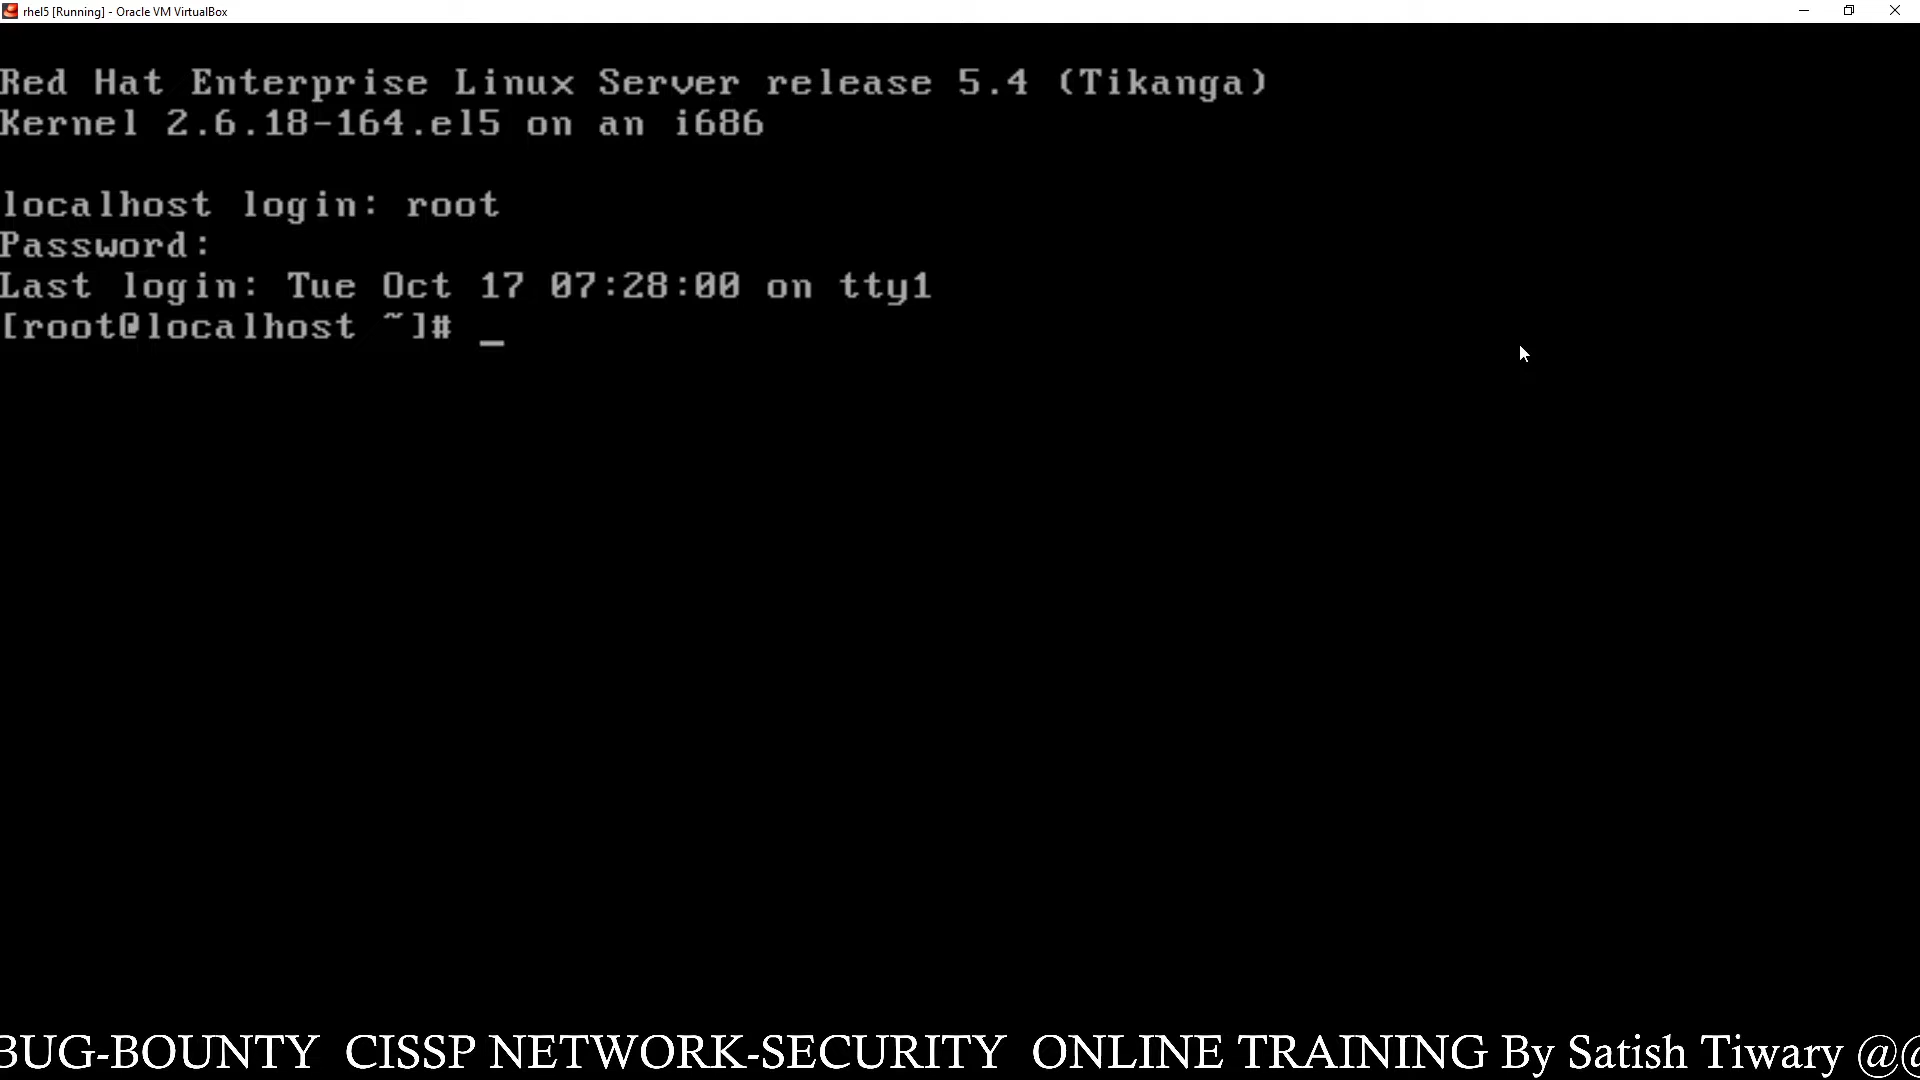 rhel5 [Running] - Oracle VM VirtualBox
Red Hat Enterprise Linux Server release 5.4 (Tikanga)
Kernel 2.6.18-164.el5 on an i686
localhost login: root
Password:
Last login: Tue Oct 17 07:28:00 on tty1
[root@localhost ~]# _
BUG-BOUNTY CISSP NETWORK-SECURITY ONLINE TRAINING By Satish Tiwary @@